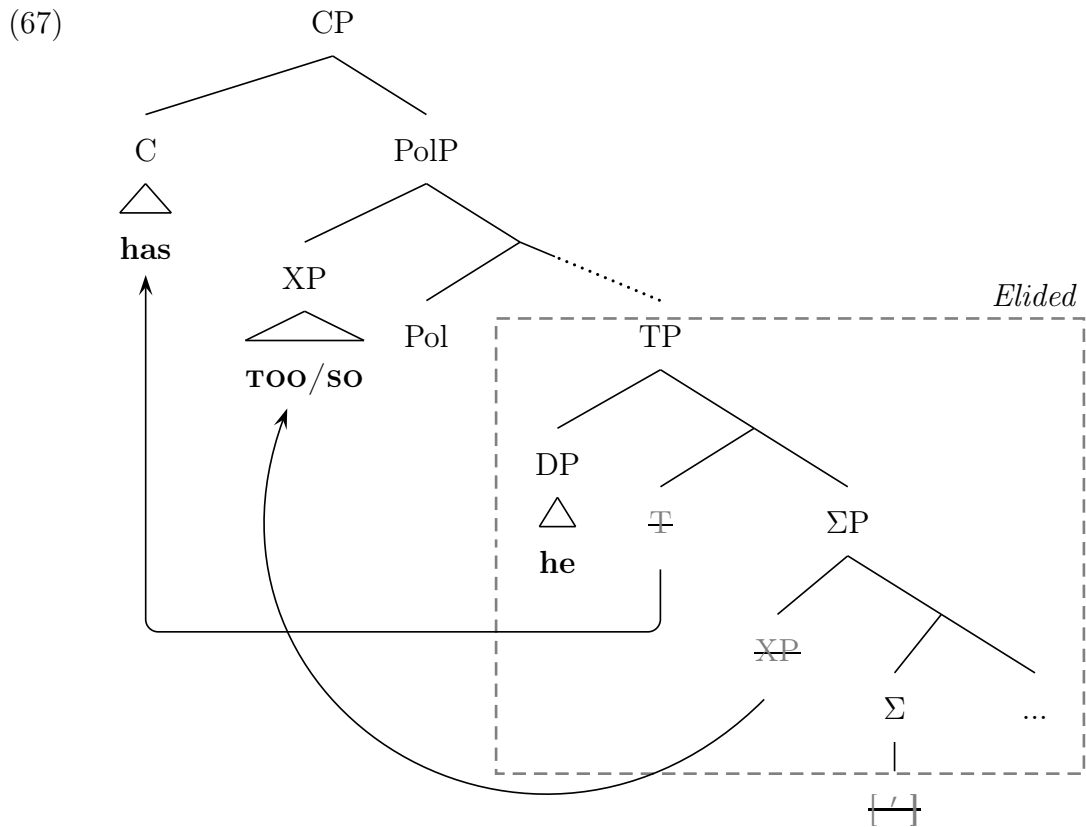 (67)
CP
C PolP
has
XP
Elided
Pol TP
TOO/SO
DP
T ΣP
he
XP
Σ ...
[ ′ ]